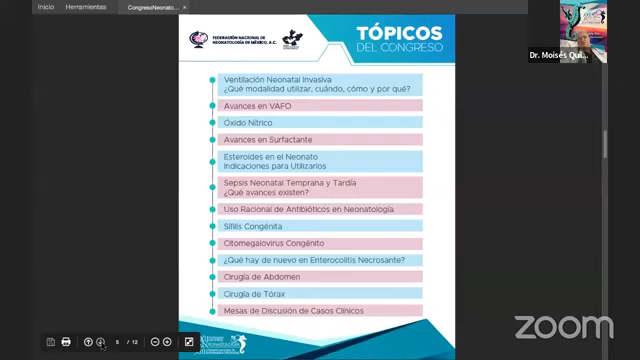 Inicio
Herramientas
CongresoNeonato...
FEDERACIÓN NACIONAL DE
NEONATOLOGÍA DE MÉXICO, A.C.
TÓPICOS
DEL CONGRESO
Dr. Moisés Qui...
Ventilación Neonatal Invasiva
¿Qué modalidad utilizar, cuándo, cómo y por qué?
Avances en VAFO
Óxido Nítrico
Avances en Surfactante
Esteroides en el Neonato
Indicaciones para Utilizarlos
Sepsis Neonatal Temprana y Tardía
¿Qué avances existen?
Uso Racional de Antibióticos en Neonatología
Sífilis Congénita
Citomegalovirus Congénito
¿Qué hay de nuevo en Enterocolitis Necrosante?
Cirugía de Abdomen
Cirugía de Tórax
Mesas de Discusión de Casos Clínicos
5 / 12
zoom